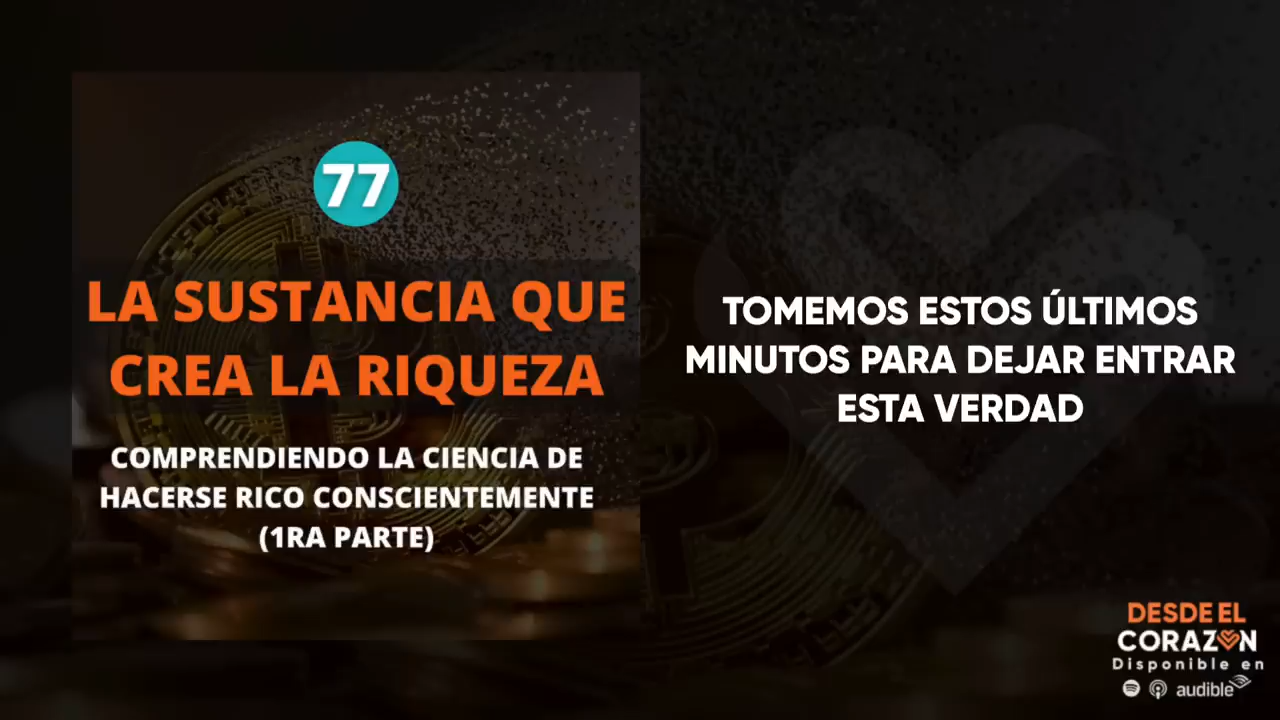 77
LA SUSTANCIA QUE
CREA LA RIQUEZA
COMPRENDIENDO LA CIENCIA DE
HACERSE RICO CONSCIENTEMENTE
(1RA PARTE)
TOMEMOS ESTOS ÚLTIMOS
MINUTOS PARA DEJAR ENTRAR
ESTA VERDAD
DESDE EL
CORAZÓN
Disponible en
audible